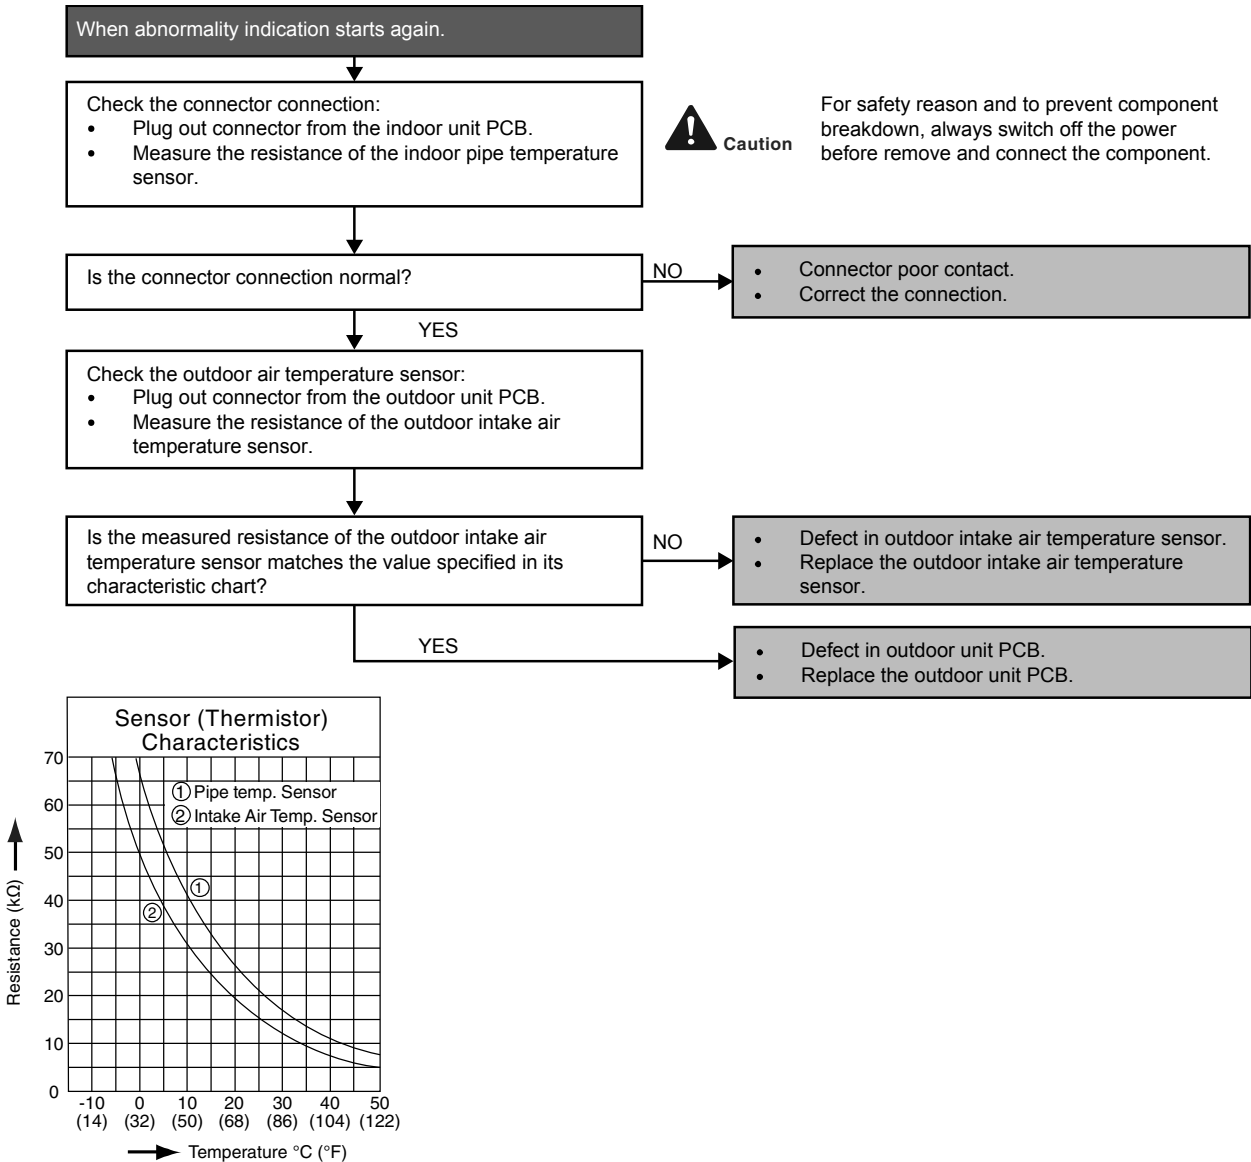 When abnormality indication starts again.
Check the connector connection:
• Plug out connector from the indoor unit PCB.
• Measure the resistance of the indoor pipe temperature
sensor.
Caution
For safety reason and to prevent component
breakdown, always switch off the power
before remove and connect the component.
Is the connector connection normal?
NO
• Connector poor contact.
• Correct the connection.
YES
Check the outdoor air temperature sensor:
• Plug out connector from the outdoor unit PCB.
• Measure the resistance of the outdoor intake air
temperature sensor.
Is the measured resistance of the outdoor intake air
temperature sensor matches the value specified in its
characteristic chart?
NO
• Defect in outdoor intake air temperature sensor.
• Replace the outdoor intake air temperature
sensor.
YES
• Defect in outdoor unit PCB.
• Replace the outdoor unit PCB.
Sensor (Thermistor)
Characteristics
① Pipe temp. Sensor
② Intake Air Temp. Sensor
①
②
70
60
50
40
30
20
10
0
Resistance (kΩ)
-10 0 10 20 30 40 50
(14) (32) (50) (68) (86) (104) (122)
Temperature °C (°F)